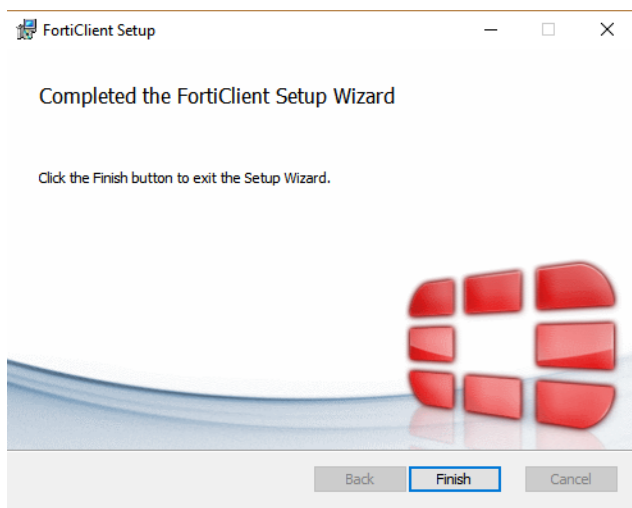 FortiClient Setup
Completed the FortiClient Setup Wizard
Click the Finish button to exit the Setup Wizard.
Back Finish Cancel